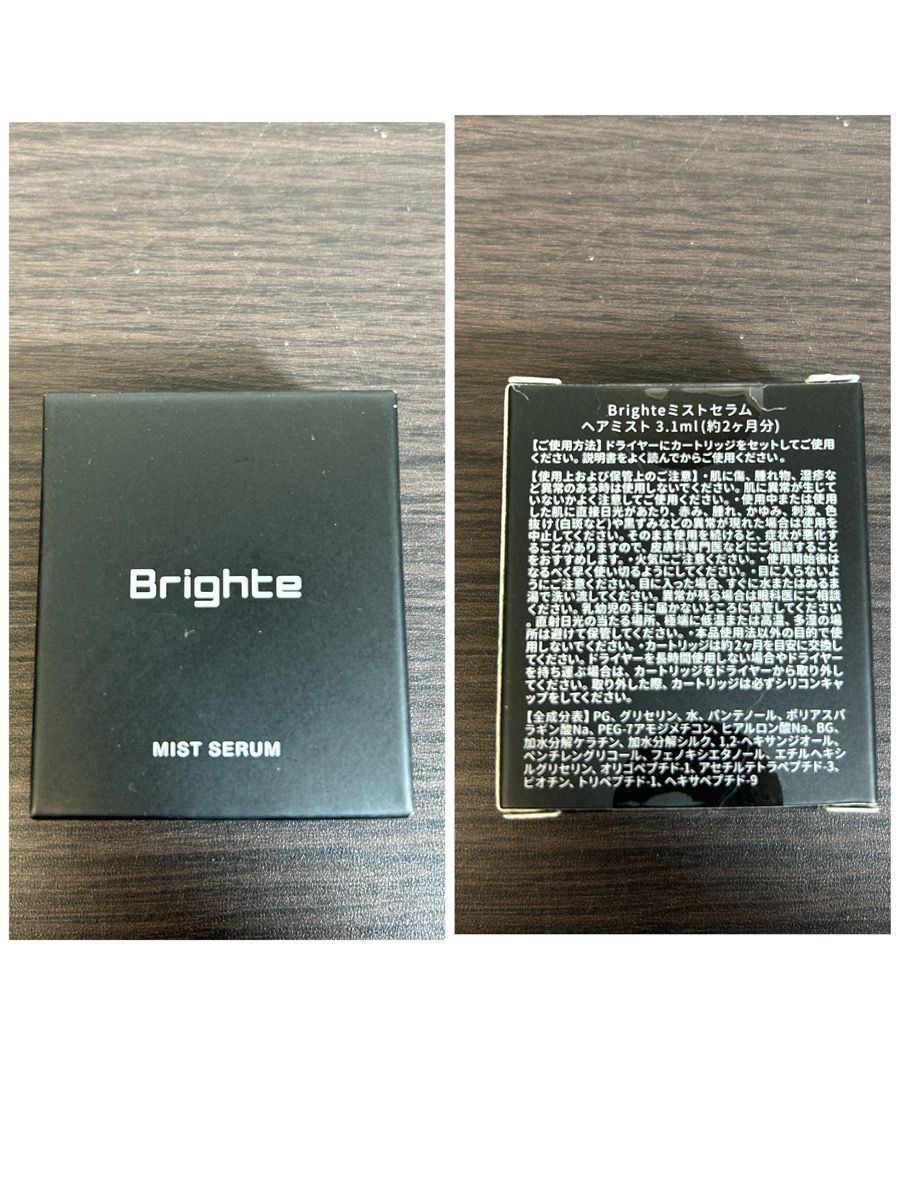 Brighte
MIST SERUM
Brighteミストセラム
ヘアミスト 3.1ml(約2ヶ月分)
【ご使用方法】ドライヤーにカートリッジをセットしてご使用
ください。説明書をよく読んでからご使用ください。
【使用上および保管上のご注意】・肌に傷、腫れ物、湿疹な
ど異常のある時は使用しないでください。肌に異常が生じて
いないかよく注意してご使用ください。・使用中または使用
した肌に直接日光があたり、赤み、腫れ、かゆみ、刺激、色
抜け(白斑など)や黒ずみなどの異常が現れた場合は使用を
中止してください。そのまま使用を続けると、症状が悪化す
ることがありますので、皮膚科専門医などにご相談すること
をおすすめします。・火気にご注意ください。・使用開始後は
なるべく早く使い切るようにしてください。・目に入らないよ
うにご注意ください。目に入った場合、すぐに水またはぬるま
湯で洗い流してください。異常が残る場合は眼科医にご相談
ください。乳幼児の手に届かないところに保管してください
。直射日光の当たる場所、極端に低温または高温、多湿の場
所は避けて保管してください。・本品使用法以外の目的で使
用しないでください。・カートリッジは約2ヶ月を目安に交換し
てください。ドライヤーを長時間使用しない場合やドライヤー
を持ち運ぶ場合は、カートリッジをドライヤーから取り外し
てください。取り外した際、カートリッジは必ずシリコンキャ
ップをしてください。
【全成分表】PG、グリセリン、水、パンテノール、ポリアスパ
ラギン酸Na、PEG-7アモジメチコン、ヒアルロン酸Na、BG、
加水分解ケラチン、加水分解シルク、1,2-ヘキサンジオール、
ペンチレングリコール、フェノキシエタノール、エチルヘキシ
ルグリセリン、オリゴペプチド-1、アセチルテトラペプチド-3、
ビオチン、トリペプチド-1、ヘキサペプチド-9